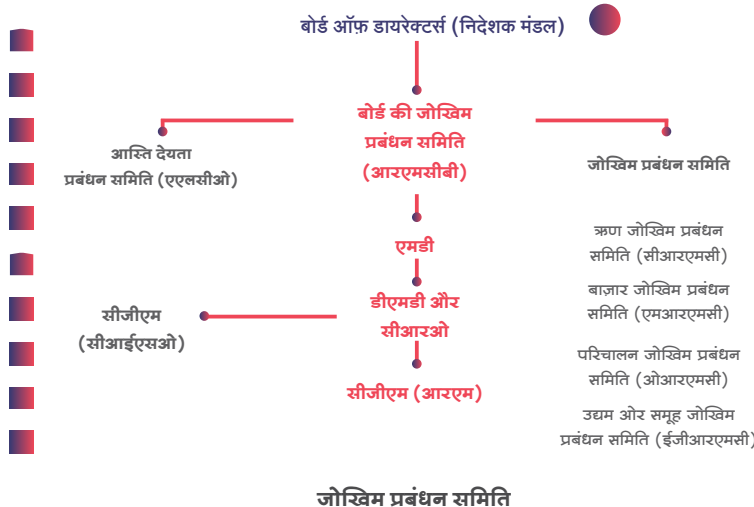 बोर्ड ऑफ़ डायरेक्टर्स (निदेशक मंडल)
बोर्ड की जोखिम
प्रबंधन समिति
(आरएमसीबी)
आस्ति देयता
प्रबंधन समिति (एएलसीओ)
जोखिम प्रबंधन समिति
ऋण जोखिम प्रबंधन
समिति (सीआरएमसी)
बाज़ार जोखिम प्रबंधन
समिति (एमआरएमसी)
परिचालन जोखिम प्रबंधन
समिति (ओआरएमसी)
उद्यम ओर समूह जोखिम
प्रबंधन समिति (ईजीआरएमसी)
एमडी
डीएमडी और
सीआरओ
सीजीएम
(सीआईएसओ)
सीजीएम (आरएम)
जोखिम प्रबंधन समिति